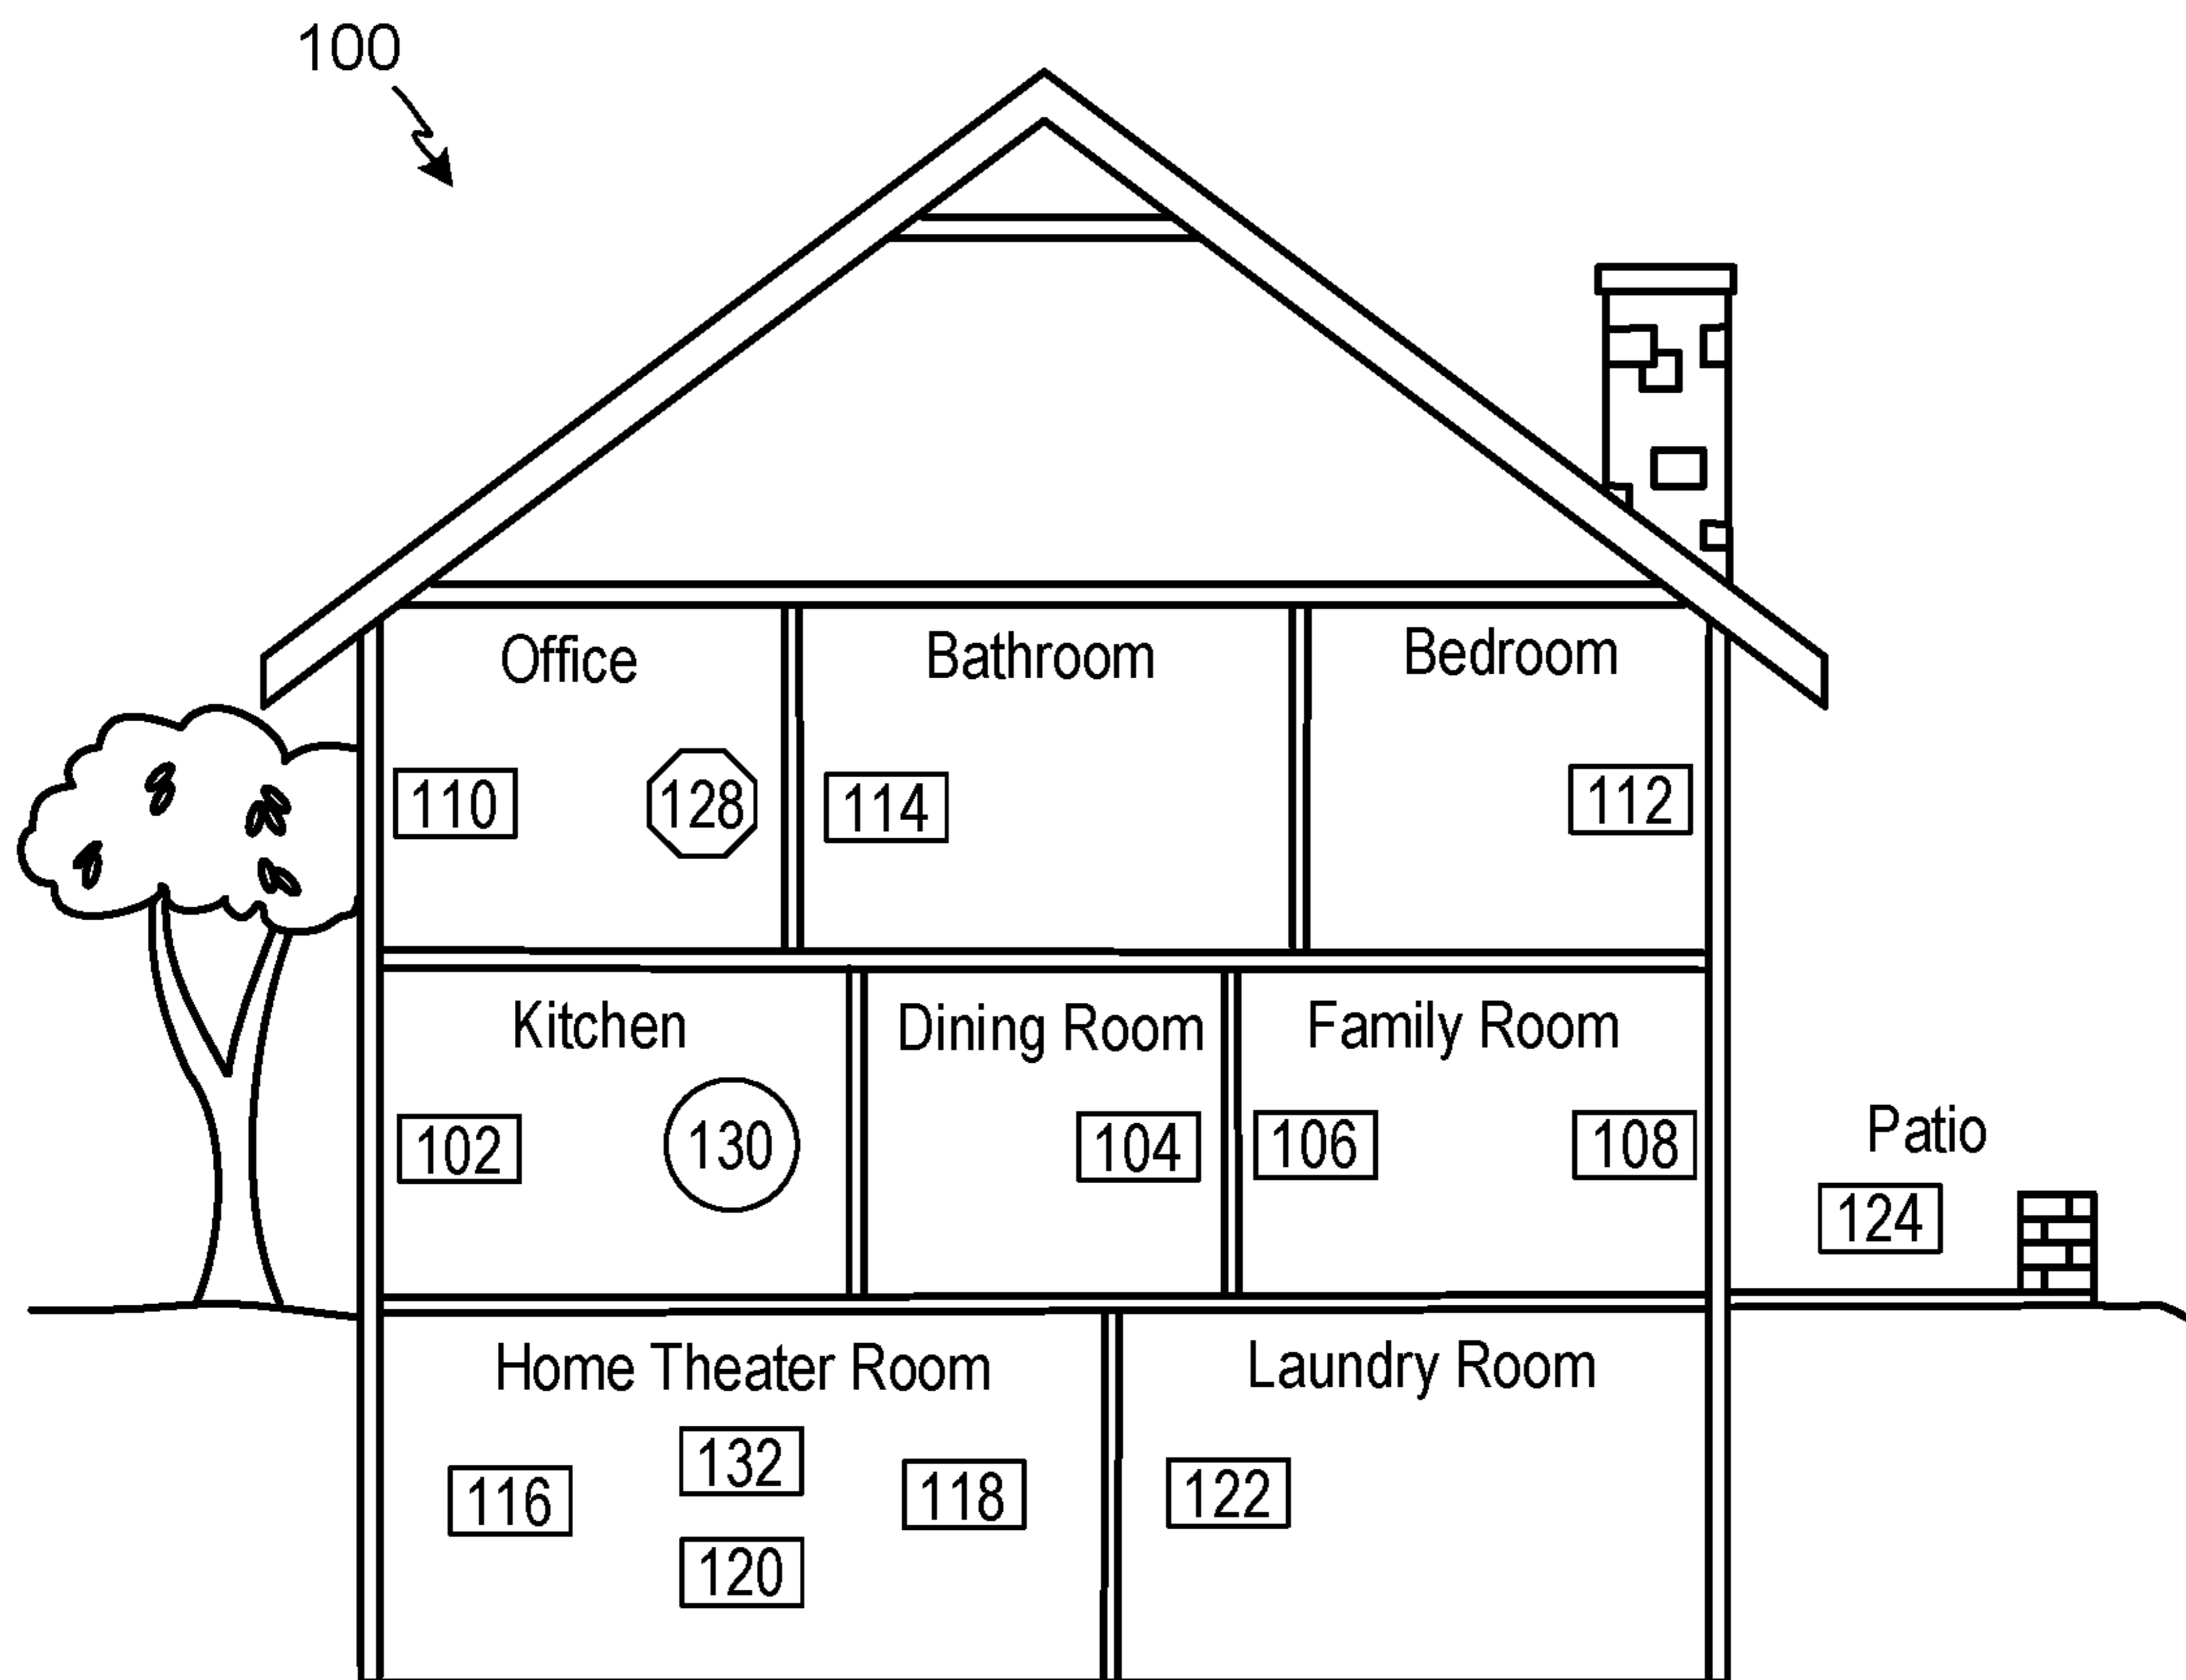 100
Office Bathroom Bedroom
110 128 114 112
Kitchen Dining Room Family Room
102 130 104 106 108
Patio
124
Home Theater Room Laundry Room
132
116 118 122
120